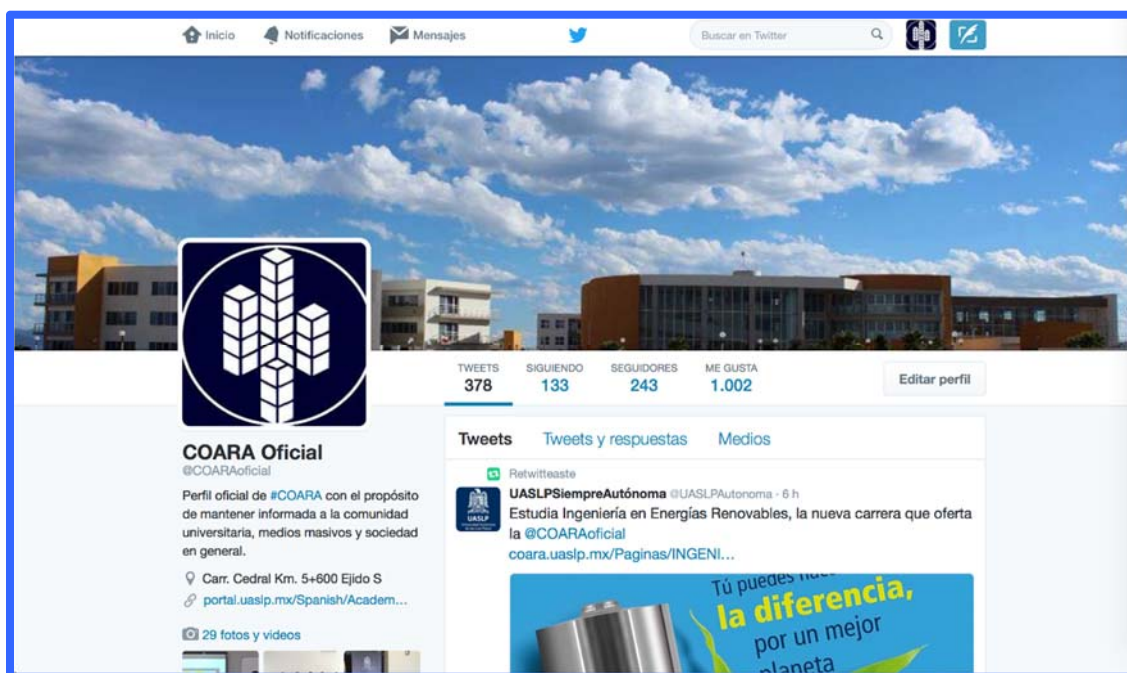 Inicio Notificaciones Mensajes Buscar en Twitter
TWEETS SIGUIENDO SEGUIDORES ME GUSTA
378 133 243 1.002
Editar perfil
COARA Oficial
@COARAoficial
Perfil oficial de #COARA con el propósito
de mantener informada a la comunidad
universitaria, medios masivos y sociedad
en general.
Carr. Cedral Km. 5+600 Ejido S
portal.uaslp.mx/Spanish/Academ...
29 fotos y videos
Tweets Tweets y respuestas Medios
Retwitteaste
UASLPSiempreAutónoma @UASLPAutonoma · 6 h
UASLP
Estudia Ingeniería en Energías Renovables, la nueva carrera que oferta
la @COARAoficial
coara.uaslp.mx/Paginas/INGENI...
Tú puedes
la diferencia,
por un mejor
planeta